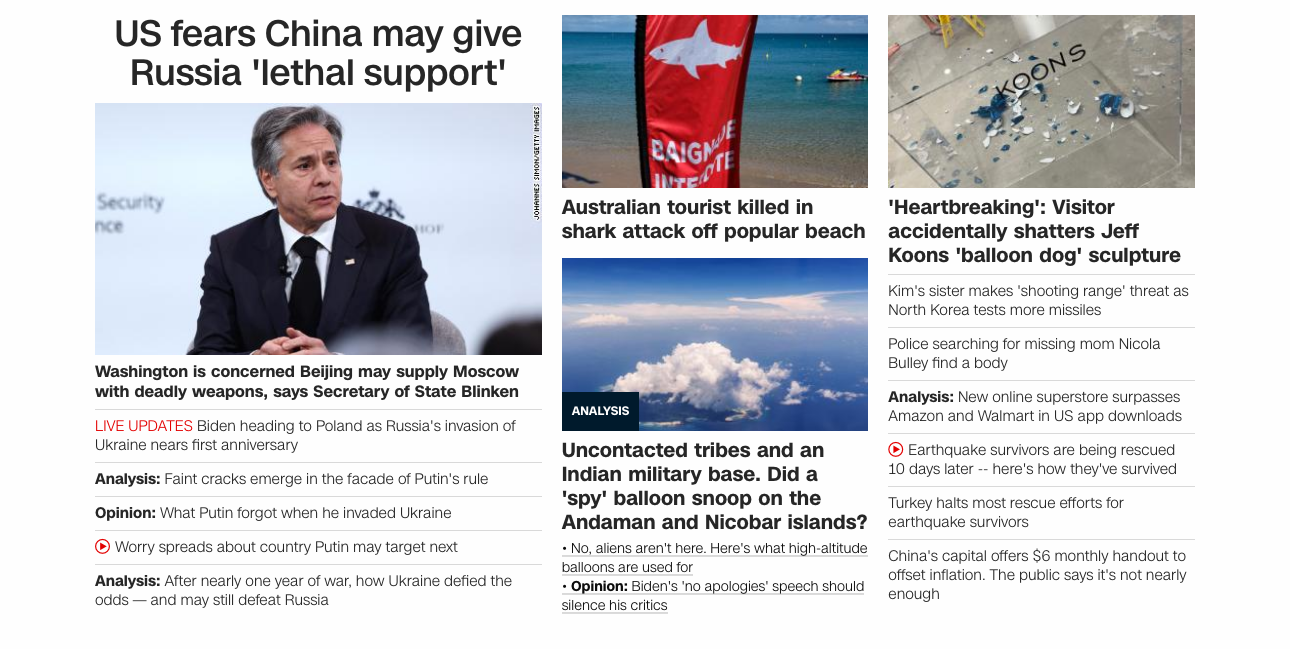 US fears China may give
Russia 'lethal support'
JOHANNES SIMON/GETTY IMAGES
Security
nce
HOF
Washington is concerned Beijing may supply Moscow
with deadly weapons, says Secretary of State Blinken
LIVE UPDATES Biden heading to Poland as Russia's invasion of
Ukraine nears first anniversary
Analysis: Faint cracks emerge in the facade of Putin's rule
Opinion: What Putin forgot when he invaded Ukraine
Worry spreads about country Putin may target next
Analysis: After nearly one year of war, how Ukraine defied the
odds — and may still defeat Russia
BAIGNADE
INTERDITE
Australian tourist killed in
shark attack off popular beach
ANALYSIS
Uncontacted tribes and an
Indian military base. Did a
'spy' balloon snoop on the
Andaman and Nicobar islands?
• No, aliens aren't here. Here's what high-altitude
balloons are used for
• Opinion: Biden's 'no apologies' speech should
silence his critics
KOONS
'Heartbreaking': Visitor
accidentally shatters Jeff
Koons 'balloon dog' sculpture
Kim's sister makes 'shooting range' threat as
North Korea tests more missiles
Police searching for missing mom Nicola
Bulley find a body
Analysis: New online superstore surpasses
Amazon and Walmart in US app downloads
Earthquake survivors are being rescued
10 days later -- here's how they've survived
Turkey halts most rescue efforts for
earthquake survivors
China's capital offers $6 monthly handout to
offset inflation. The public says it's not nearly
enough